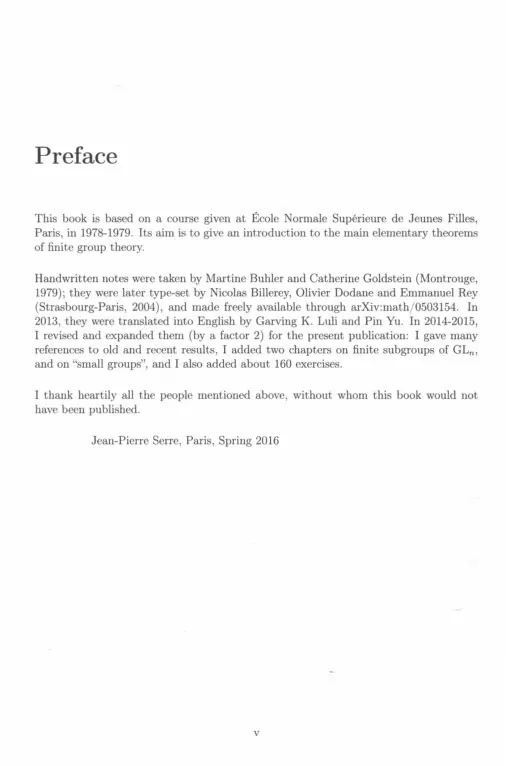 Preface
This book is based on a course given at École Normale Supérieure de Jeunes Filles,
Paris, in 1978-1979. Its aim is to give an introduction to the main elementary theorems
of finite group theory.
Handwritten notes were taken by Martine Buhler and Catherine Goldstein (Montrouge,
1979); they were later type-set by Nicolas Billerey, Olivier Dodane and Emmanuel Rey
(Strasbourg-Paris, 2004), and made freely available through arXiv:math/0503154. In
2013, they were translated into English by Garving K. Luli and Pin Yu. In 2014-2015,
I revised and expanded them (by a factor 2) for the present publication: I gave many
references to old and recent results, I added two chapters on finite subgroups of GLₙ,
and on “small groups”, and I also added about 160 exercises.
I thank heartily all the people mentioned above, without whom this book would not
have been published.
Jean-Pierre Serre, Paris, Spring 2016
v